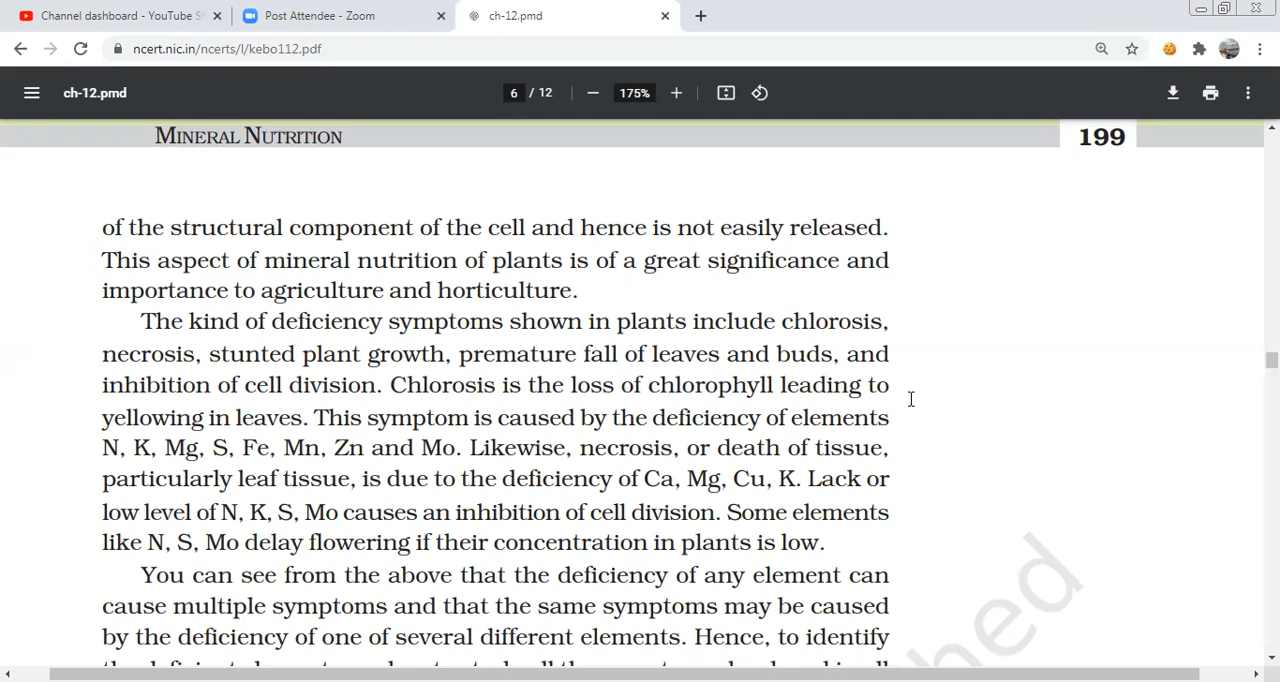 Channel dashboard - YouTube S
Post Attendee - Zoom
ch-12.pmd
ncert.nic.in/ncerts/l/kebo112.pdf
ch-12.pmd
6 / 12
175%
MINERAL NUTRITION
199
of the structural component of the cell and hence is not easily released.
This aspect of mineral nutrition of plants is of a great significance and
importance to agriculture and horticulture.
The kind of deficiency symptoms shown in plants include chlorosis,
necrosis, stunted plant growth, premature fall of leaves and buds, and
inhibition of cell division. Chlorosis is the loss of chlorophyll leading to
yellowing in leaves. This symptom is caused by the deficiency of elements
N, K, Mg, S, Fe, Mn, Zn and Mo. Likewise, necrosis, or death of tissue,
particularly leaf tissue, is due to the deficiency of Ca, Mg, Cu, K. Lack or
low level of N, K, S, Mo causes an inhibition of cell division. Some elements
like N, S, Mo delay flowering if their concentration in plants is low.
You can see from the above that the deficiency of any element can
cause multiple symptoms and that the same symptoms may be caused
by the deficiency of one of several different elements. Hence, to identify
hed